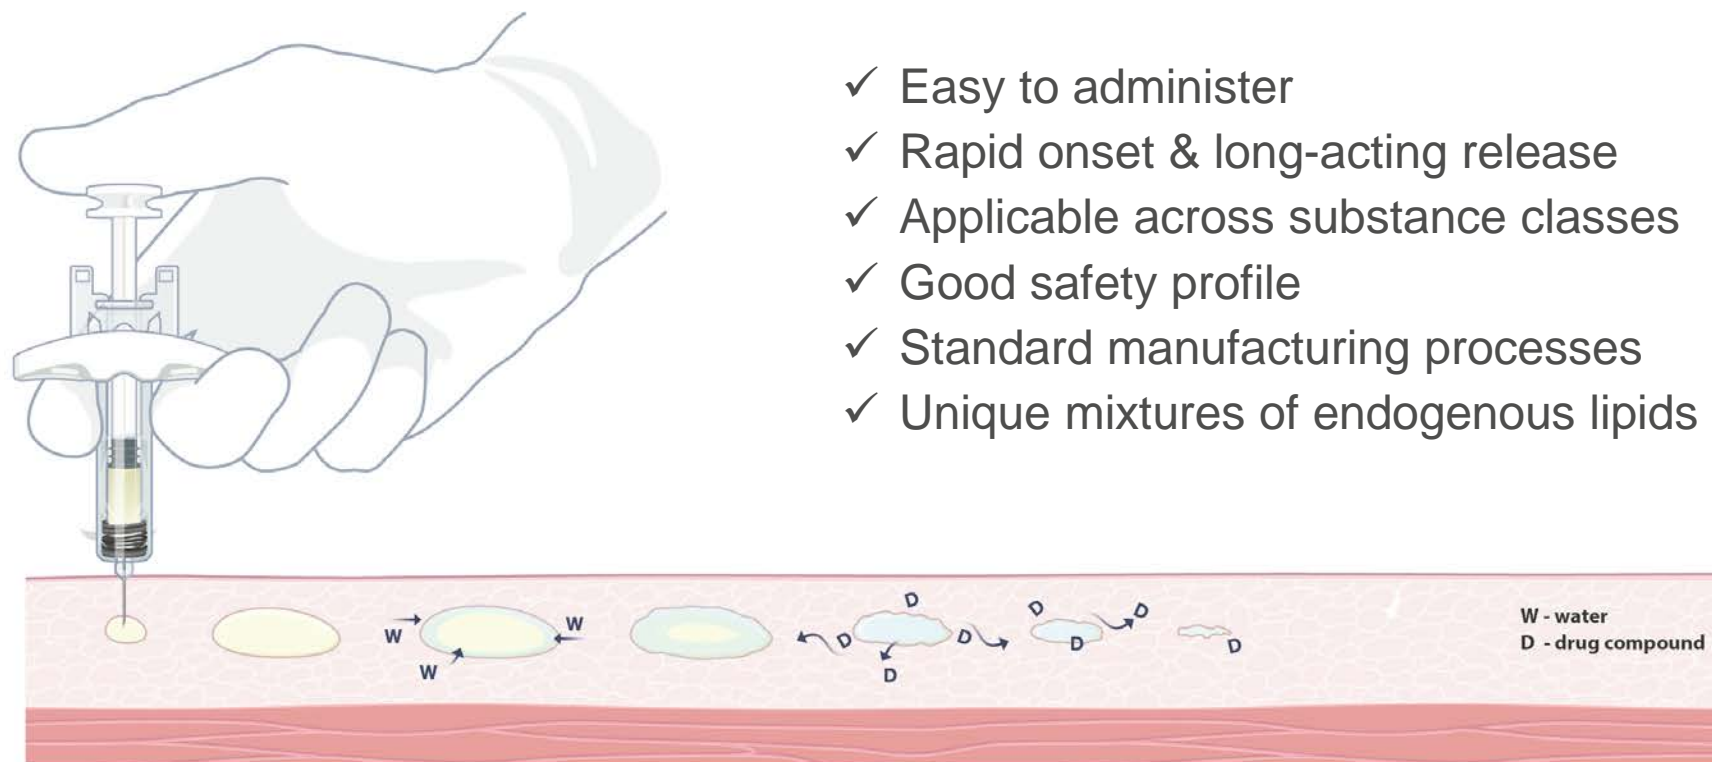 ✓ Easy to administer
✓ Rapid onset & long-acting release
✓ Applicable across substance classes
✓ Good safety profile
✓ Standard manufacturing processes
✓ Unique mixtures of endogenous lipids
W
W
W
D
D
D
D
D
D
D
D
W - water
D - drug compound